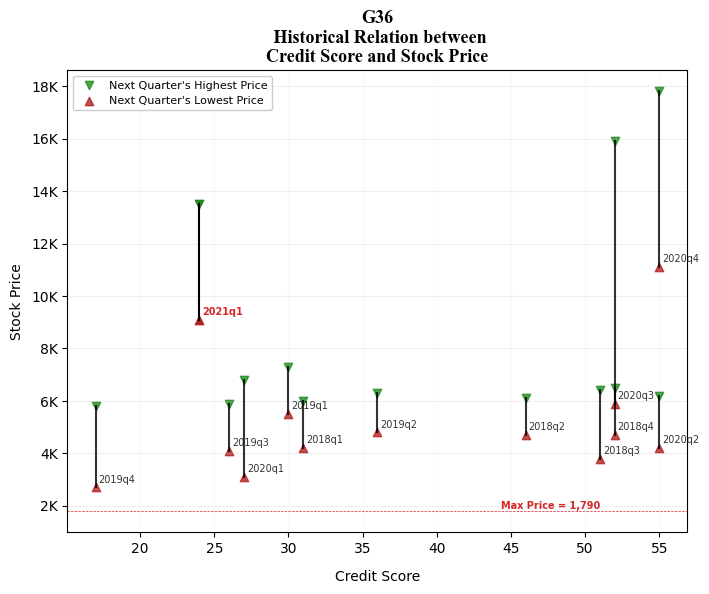 G36
Historical Relation between
Credit Score and Stock Price
Next Quarter's Highest Price
Next Quarter's Lowest Price
18K
16K
14K
12K
10K
8K
6K
4K
2K
Stock Price
2020q4
2021q1
2020q3
2019q1
2019q2
2018q2
2018q4
2018q1
2019q3
2020q2
2018q3
2020q1
2019q4
Max Price = 1,790
20
25
30
35
40
45
50
55
Credit Score